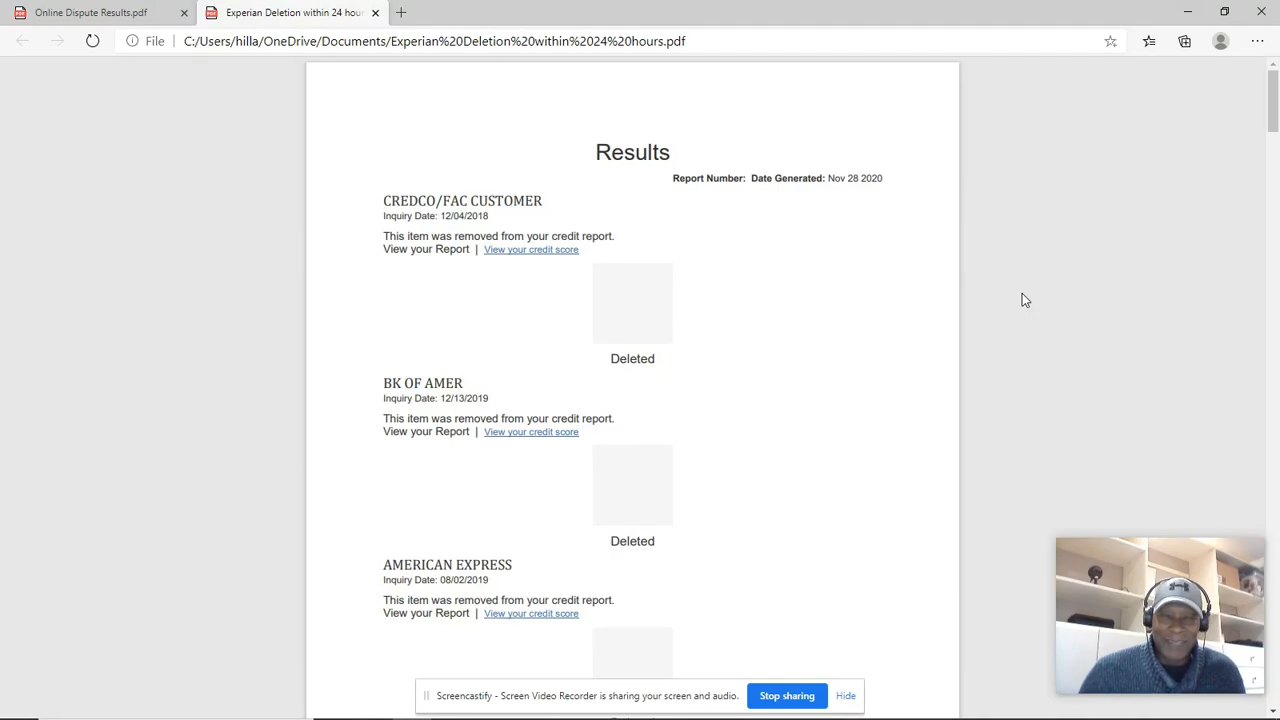 Online Dispute Results.pdf
Experian Deletion within 24 hour
File C:/Users/hilla/OneDrive/Documents/Experian%20Deletion%20within%2024%20hours.pdf
Results
Report Number: Date Generated: Nov 28 2020
CREDCO/FAC CUSTOMER
Inquiry Date: 12/04/2018
This item was removed from your credit report.
View your Report | View your credit score
Deleted
BK OF AMER
Inquiry Date: 12/13/2019
This item was removed from your credit report.
View your Report | View your credit score
Deleted
AMERICAN EXPRESS
Inquiry Date: 08/02/2019
This item was removed from your credit report.
View your Report | View your credit score
Screencastify - Screen Video Recorder is sharing your screen and audio. Stop sharing Hide